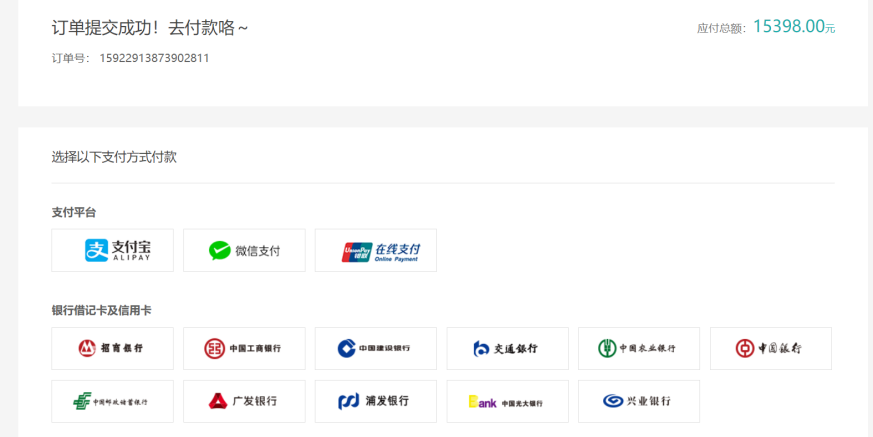 订单提交成功！去付款咯～
应付总额：15398.00元
订单号：15922913873902811
选择以下支付方式付款
支付平台
支付宝
ALIPAY
微信支付
UnionPay
银联
在线支付
Online Payment
银行借记卡及信用卡
招商银行
中国工商银行
中国建设银行
交通银行
中国农业银行
中国银行
中国邮政储蓄银行
广发银行
浦发银行
Bank 中国光大银行
兴业银行